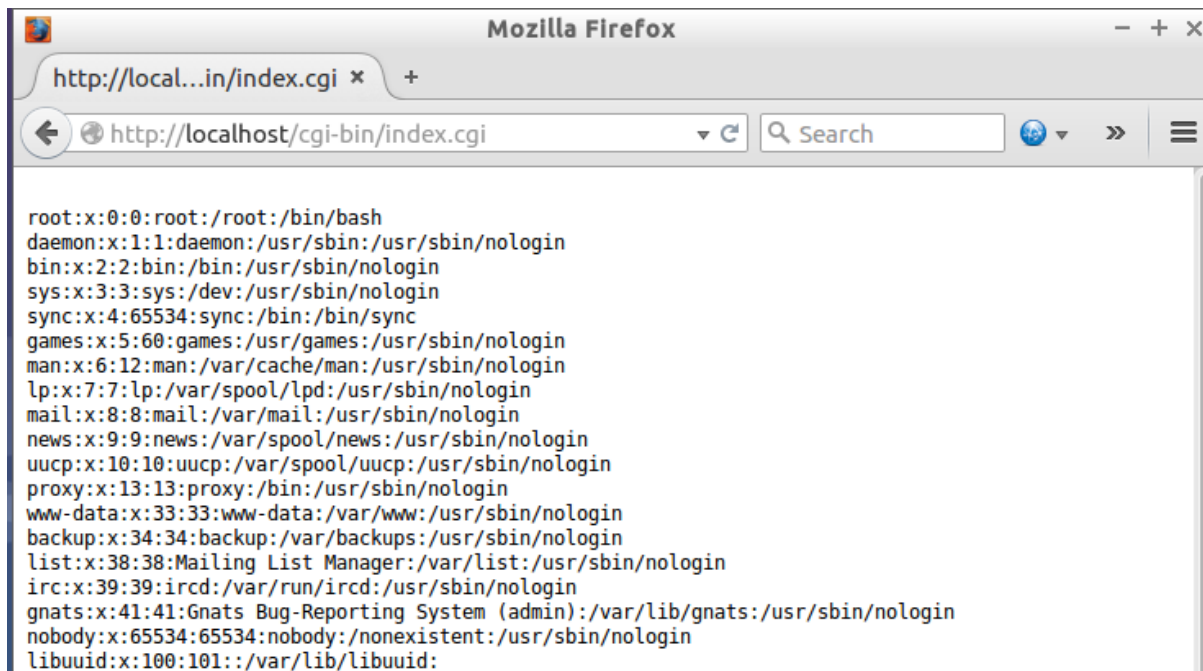 Mozilla Firefox
http://local...in/index.cgi
http://localhost/cgi-bin/index.cgi
Search
root:x:0:0:root:/root:/bin/bash
daemon:x:1:1:daemon:/usr/sbin:/usr/sbin/nologin
bin:x:2:2:bin:/bin:/usr/sbin/nologin
sys:x:3:3:sys:/dev:/usr/sbin/nologin
sync:x:4:65534:sync:/bin:/bin/sync
games:x:5:60:games:/usr/games:/usr/sbin/nologin
man:x:6:12:man:/var/cache/man:/usr/sbin/nologin
lp:x:7:7:lp:/var/spool/lpd:/usr/sbin/nologin
mail:x:8:8:mail:/var/mail:/usr/sbin/nologin
news:x:9:9:news:/var/spool/news:/usr/sbin/nologin
uucp:x:10:10:uucp:/var/spool/uucp:/usr/sbin/nologin
proxy:x:13:13:proxy:/bin:/usr/sbin/nologin
www-data:x:33:33:www-data:/var/www:/usr/sbin/nologin
backup:x:34:34:backup:/var/backups:/usr/sbin/nologin
list:x:38:38:Mailing List Manager:/var/list:/usr/sbin/nologin
irc:x:39:39:ircd:/var/run/ircd:/usr/sbin/nologin
gnats:x:41:41:Gnats Bug-Reporting System (admin):/var/lib/gnats:/usr/sbin/nologin
nobody:x:65534:65534:nobody:/nonexistent:/usr/sbin/nologin
libuuid:x:100:101::/var/lib/libuuid: